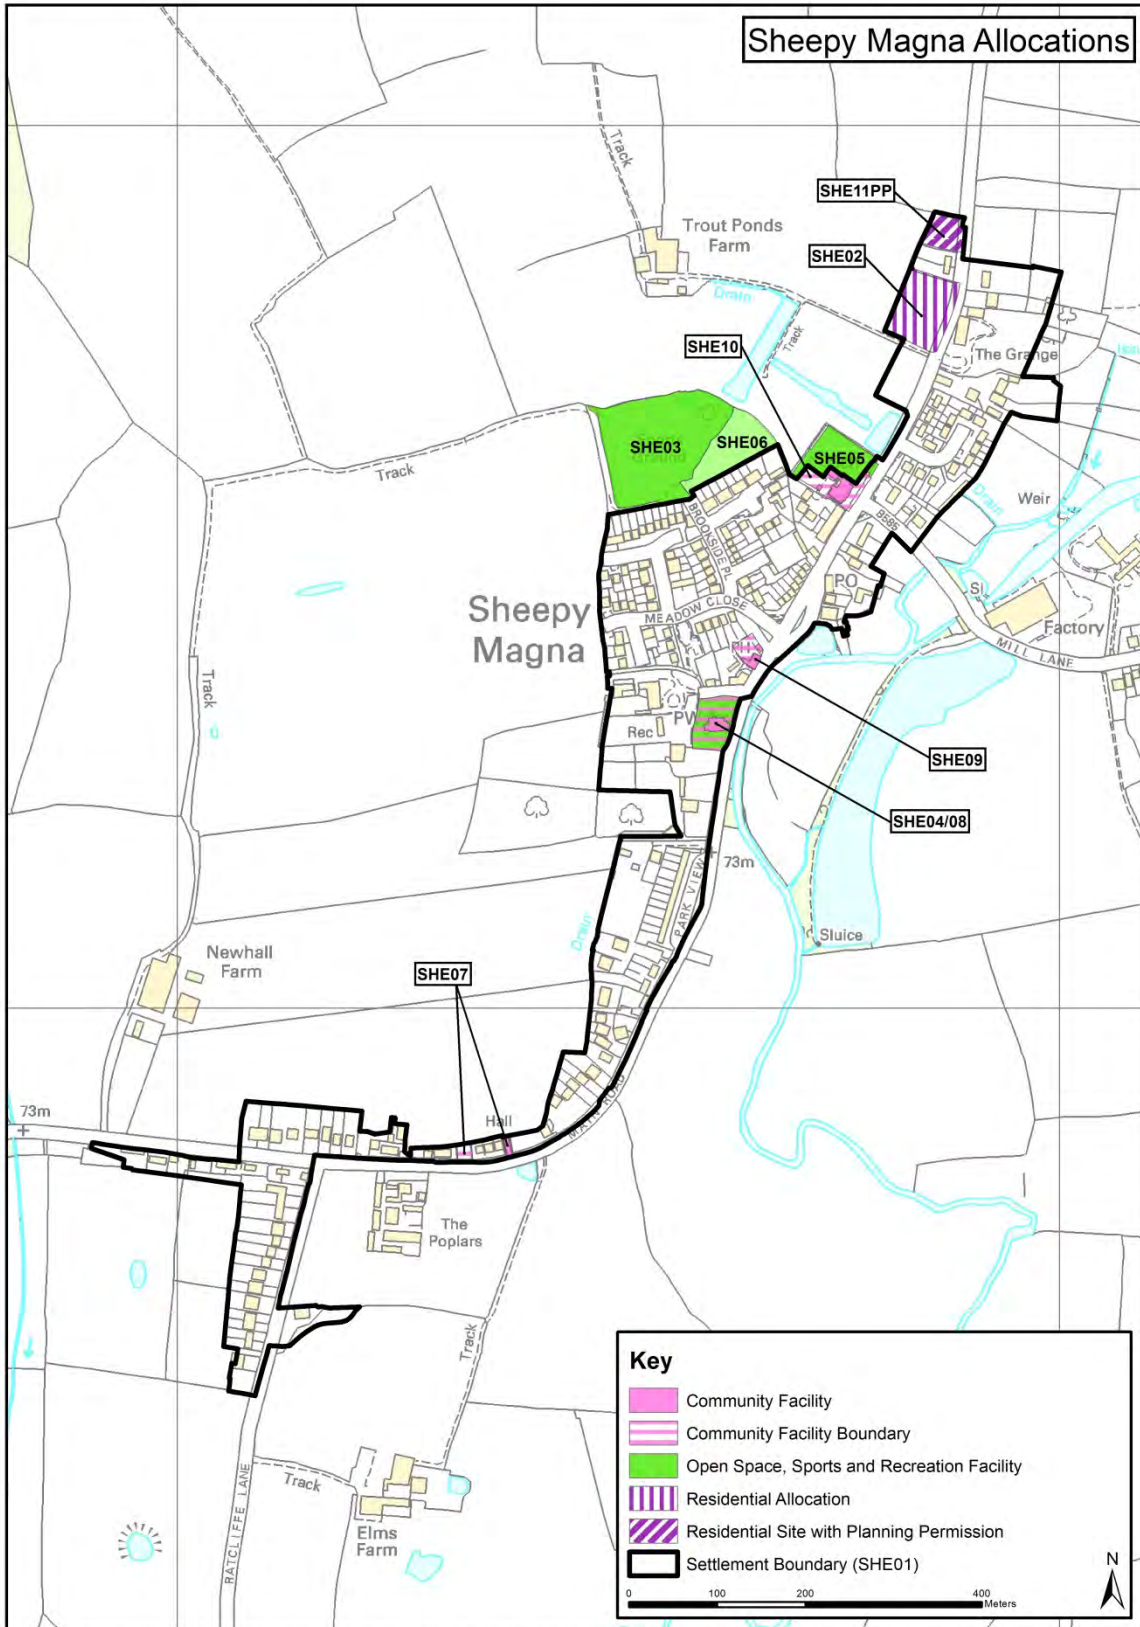 Sheepy Magna Allocations
Track
SHE11PP
Trout Ponds
Farm
SHE02
Drain
SHE10
Track
The Grange
SHE03
SHE06
SHE05
Track
Drain
Weir
B585
BROOKSIDE PL
PO
Sl
Sheepy
Magna
MEADOW CLOSE
Factory
MILL LANE
Track
PW
Rec
SHE09
SHE04/08
73m
PARK VIEW
Drain
Sluice
Newhall
Farm
SHE07
73m
Hall
MAIN ROAD
The
Poplars
Track
Track
Elms
Farm
RATCLIFFE LANE
Key
Community Facility
Community Facility Boundary
Open Space, Sports and Recreation Facility
Residential Allocation
Residential Site with Planning Permission
Settlement Boundary (SHE01)
N
0 100 200 400
Meters